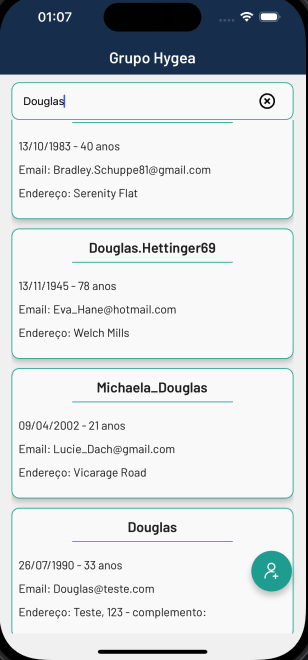 01:07
Grupo Hygea
Douglas
13/10/1983 - 40 anos
Email: Bradley.Schuppe81@gmail.com
Endereço: Serenity Flat
Douglas.Hettinger69
13/11/1945 - 78 anos
Email: Eva_Hane@hotmail.com
Endereço: Welch Mills
Michaela_Douglas
09/04/2002 - 21 anos
Email: Lucie_Dach@gmail.com
Endereço: Vicarage Road
Douglas
26/07/1990 - 33 anos
Email: Douglas@teste.com
Endereço: Teste, 123 - complemento: